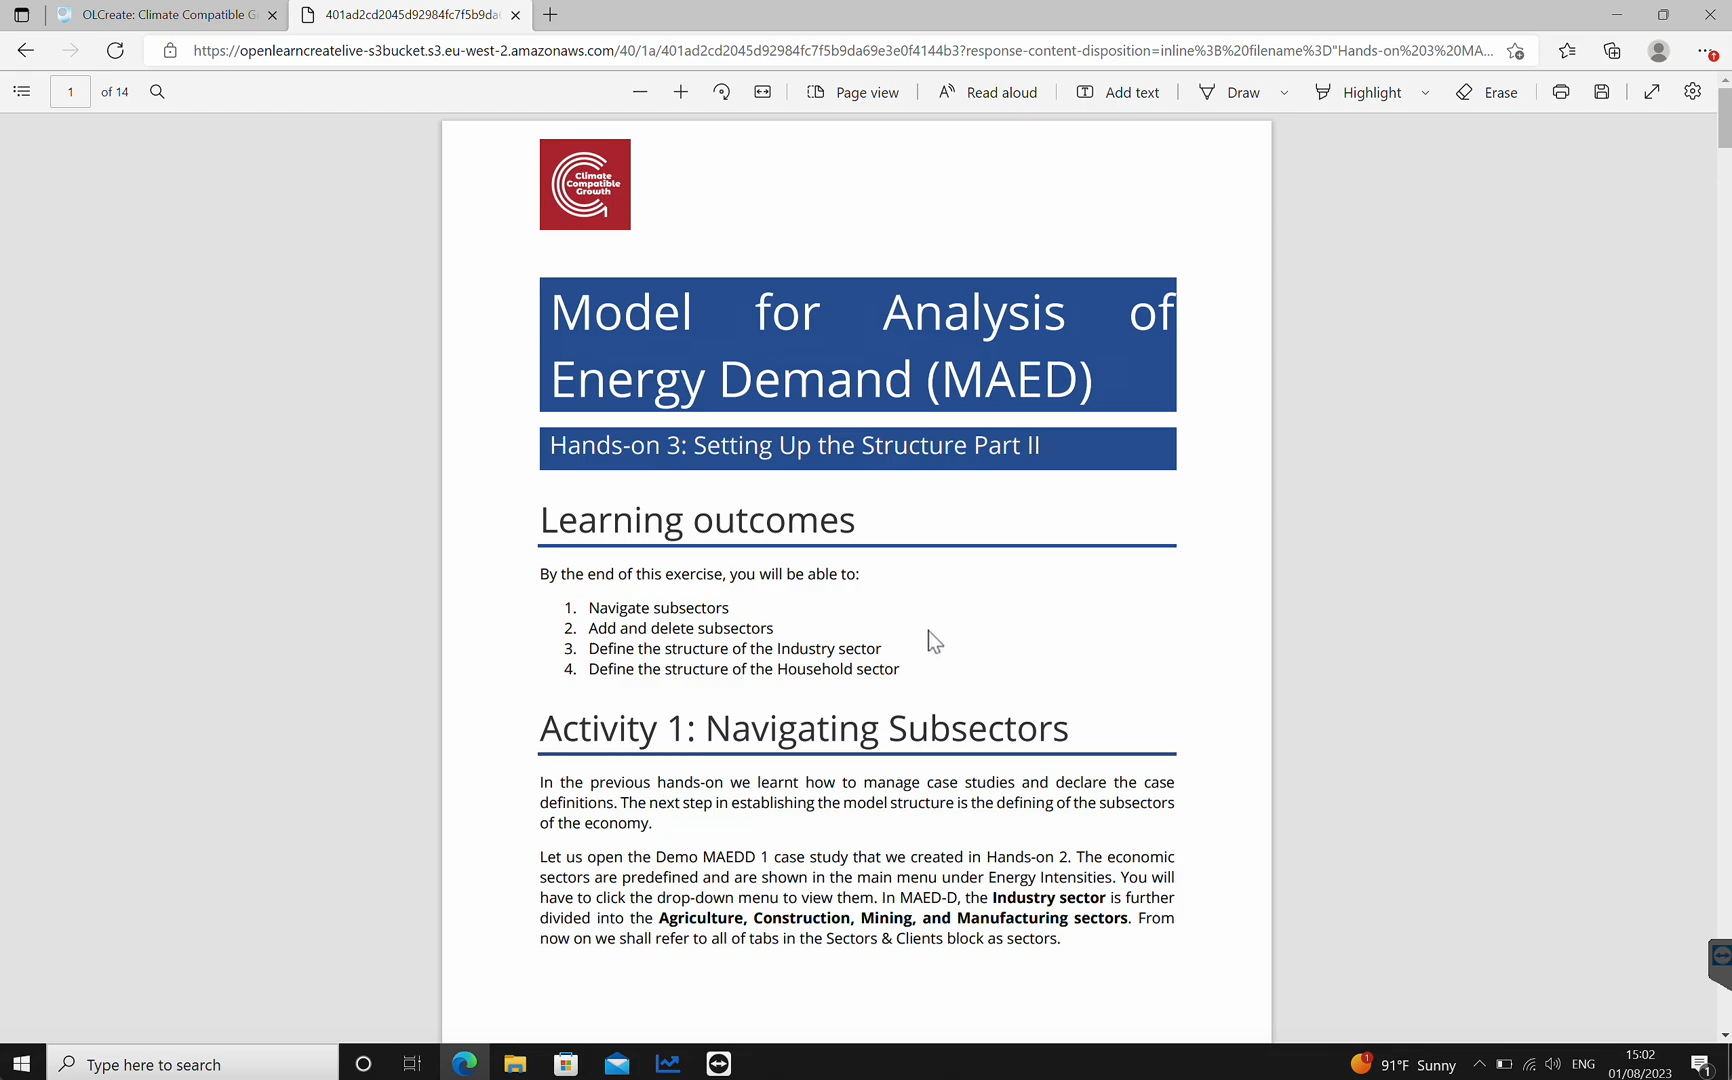 OLCreate: Climate Compatible G
401ad2cd2045d92984fc7f5b9da
https://openlearncreatelive-s3bucket.s3.eu-west-2.amazonaws.com/40/1a/401ad2cd2045d92984fc7f5b9da69e3e0f4144b3?response-content-disposition=inline%3B%20filename%3D"Hands-on%203%20MA...
1 of 14
Page view
Read aloud
Add text
Draw
Highlight
Erase
Climate
Compatible
Growth
Model for Analysis of
Energy Demand (MAED)
Hands-on 3: Setting Up the Structure Part II
Learning outcomes
By the end of this exercise, you will be able to:
1. Navigate subsectors
2. Add and delete subsectors
3. Define the structure of the Industry sector
4. Define the structure of the Household sector
Activity 1: Navigating Subsectors
In the previous hands-on we learnt how to manage case studies and declare the case
definitions. The next step in establishing the model structure is the defining of the subsectors
of the economy.
Let us open the Demo MAEDD 1 case study that we created in Hands-on 2. The economic
sectors are predefined and are shown in the main menu under Energy Intensities. You will
have to click the drop-down menu to view them. In MAED-D, the Industry sector is further
divided into the Agriculture, Construction, Mining, and Manufacturing sectors. From
now on we shall refer to all of tabs in the Sectors & Clients block as sectors.
Type here to search
1
91°F Sunny
ENG
15:02
01/08/2023
1